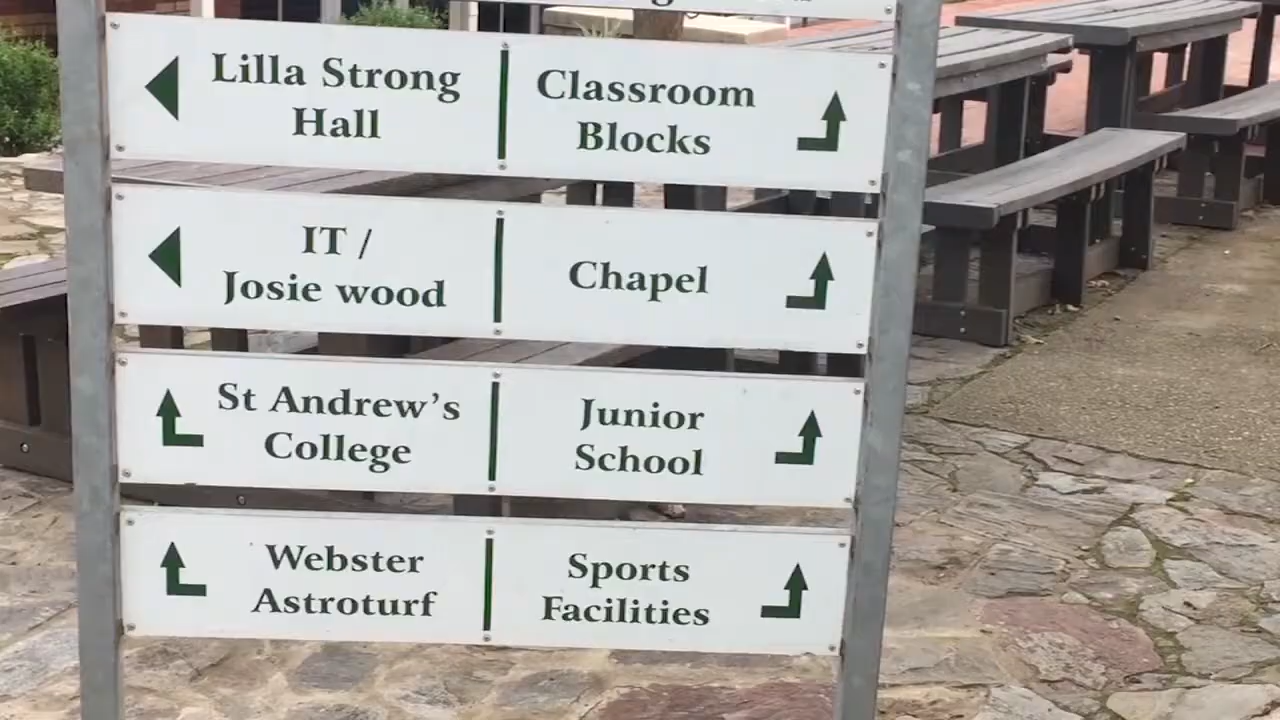 Lilla Strong
Hall
Classroom
Blocks
IT /
Josie wood
Chapel
St Andrew's
College
Junior
School
Webster
Astroturf
Sports
Facilities